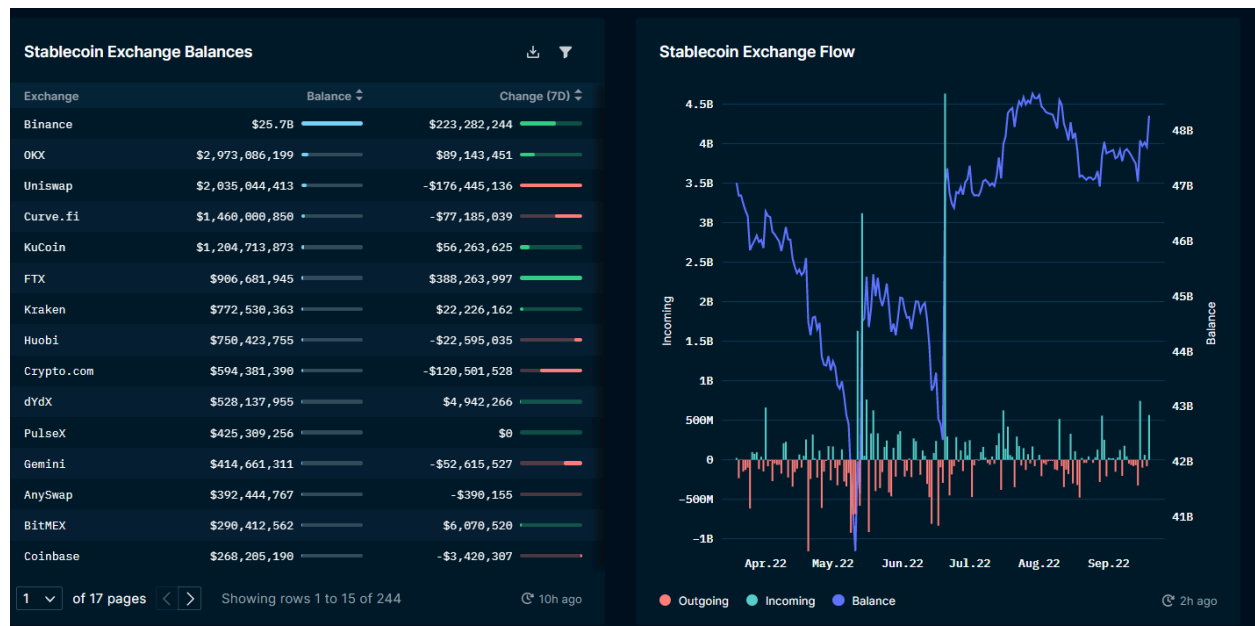 Stablecoin Exchange Balances
Exchange Balance Change (7D)
Binance $25.7B $223,282,244
OKX $2,973,086,199 $89,143,451
Uniswap $2,035,044,413 -$176,445,136
Curve.fi $1,460,000,850 -$77,185,039
KuCoin $1,204,713,873 $56,263,625
FTX $906,681,945 $388,263,997
Kraken $772,530,363 $22,226,162
Huobi $750,423,755 -$22,595,035
Crypto.com $594,381,390 -$120,501,528
dYdX $528,137,955 $4,942,266
PulseX $425,309,256 $0
Gemini $414,661,311 -$52,615,527
AnySwap $392,444,767 -$390,155
BitMEX $290,412,562 $6,070,520
Coinbase $268,205,190 -$3,420,307
1 of 17 pages Showing rows 1 to 15 of 244 10h ago
Stablecoin Exchange Flow
4.5B
4B
3.5B
3B
2.5B
2B
1.5B
1B
500M
0
-500M
-1B
Incoming
48B
47B
46B
45B
44B
43B
42B
41B
Balance
Apr.22 May.22 Jun.22 Jul.22 Aug.22 Sep.22
Outgoing Incoming Balance 2h ago